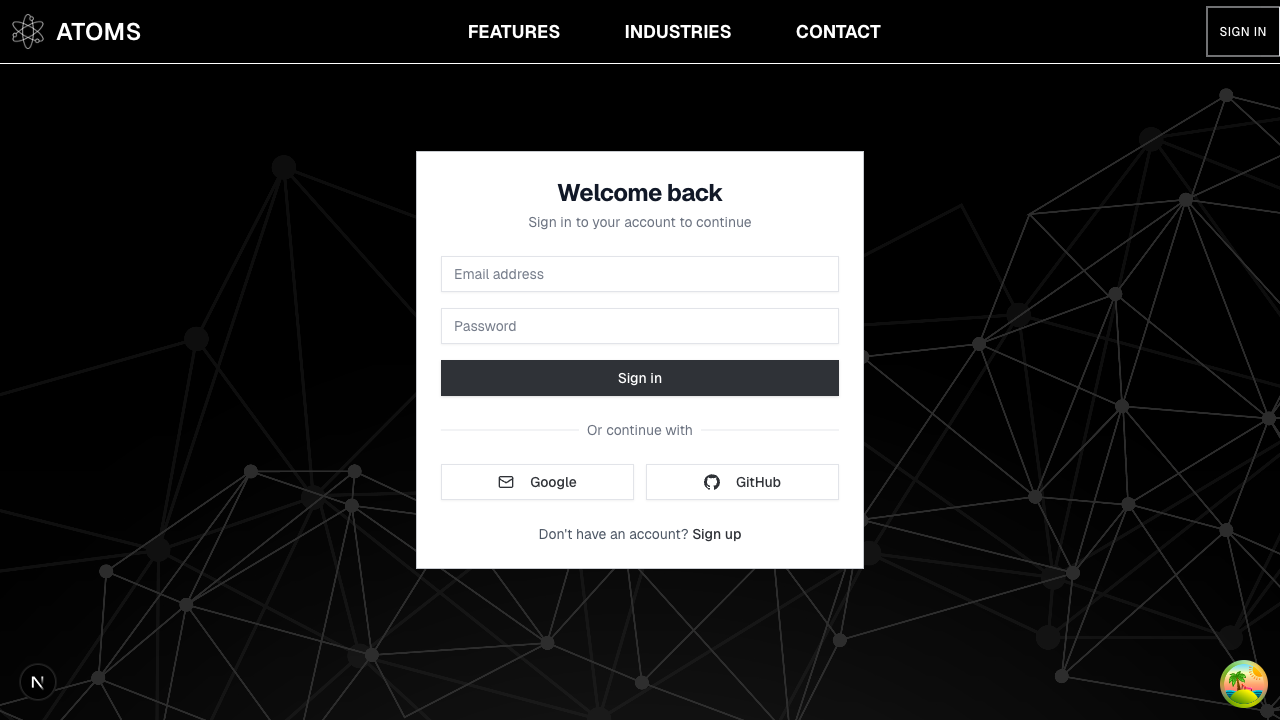 ATOMS
FEATURES
INDUSTRIES
CONTACT
SIGN IN
Welcome back
Sign in to your account to continue
Email address
Password
Sign in
Or continue with
Google
GitHub
Don't have an account? Sign up
N